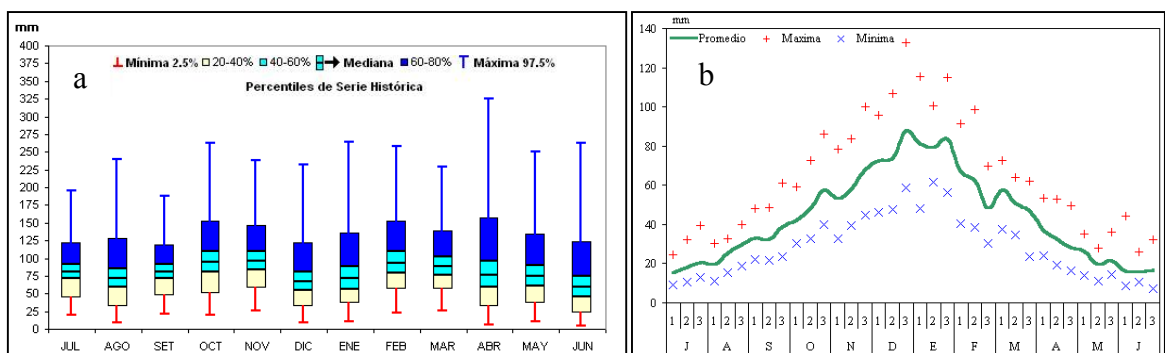 mm
400
375
350
325
300
275
250
225
200
175
150
125
100
75
50
25
0
a
Mínima 2.5% 20-40% 40-60% Mediana 60-80% Máxima 97.5%
Percentiles de Serie Histórica
JUL AGO SET OCT NOV DIC ENE FEB MAR ABR MAY JUN
mm
140
120
100
80
60
40
20
0
Promedio Maxima Minima
b
1 2 3 1 2 3 1 2 3 1 2 3 1 2 3 1 2 3 1 2 3 1 2 3 1 2 3 1 2 3 1 2 3 1 2 3
J A S O N D E F M A M J